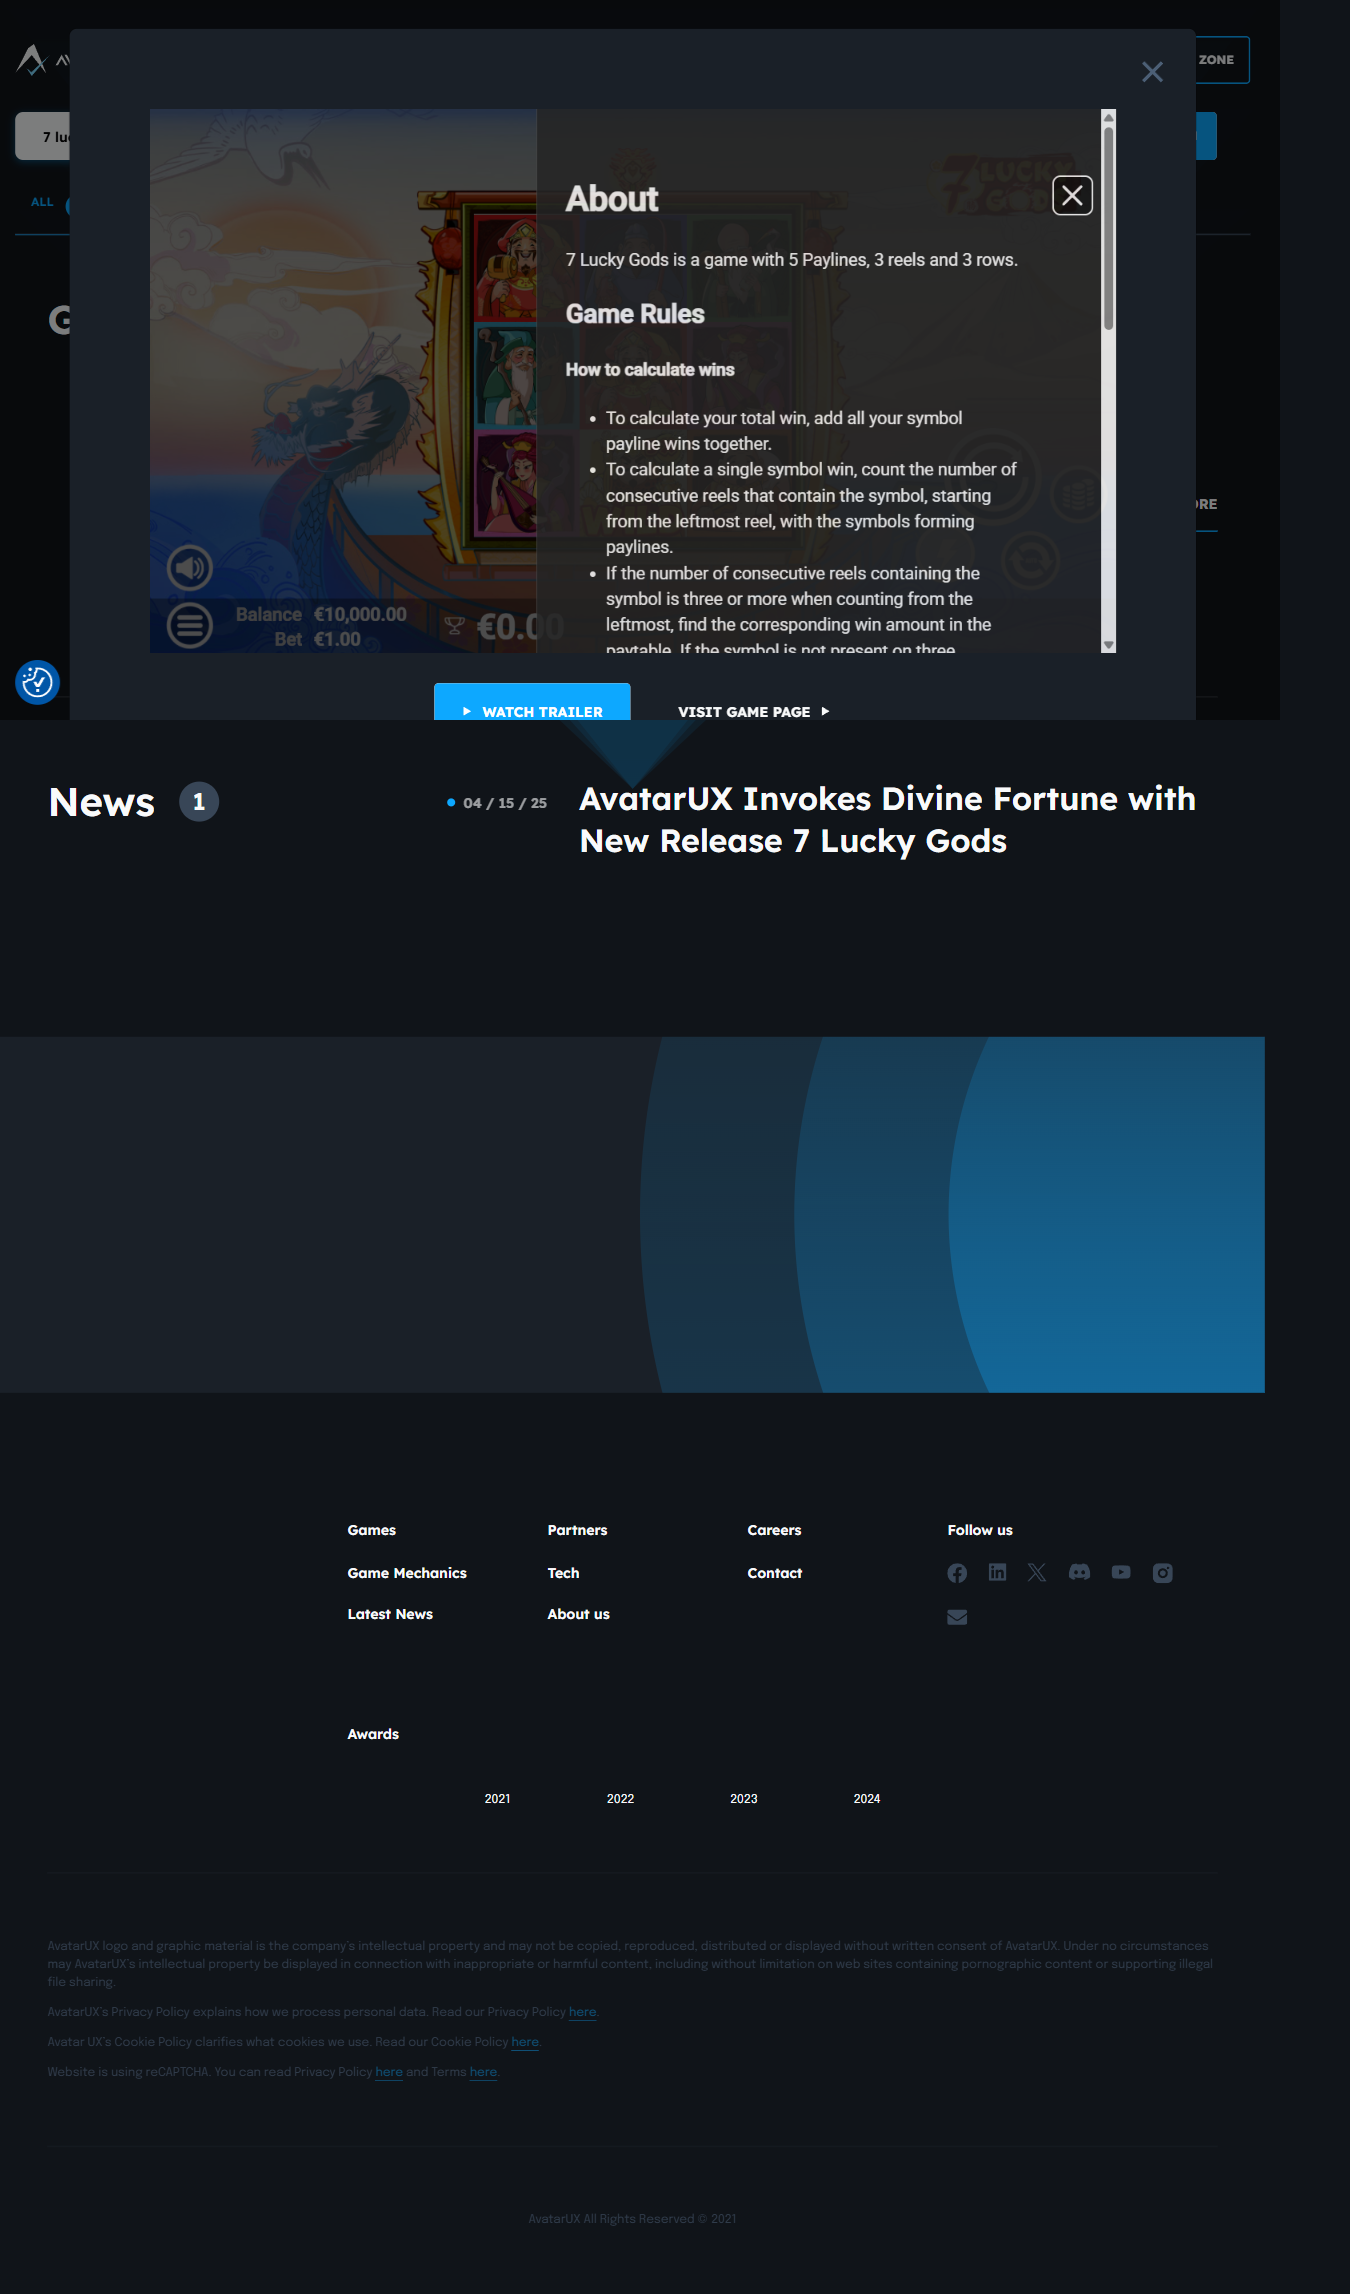 ZONE
7
ALL
7 LUCKY GODS
About
7 Lucky Gods is a game with 5 Paylines, 3 reels and 3 rows.
Game Rules
How to calculate wins
• To calculate your total win, add all your symbol
payline wins together.
• To calculate a single symbol win, count the number of
consecutive reels that contain the symbol, starting
from the leftmost reel, with the symbols forming
paylines.
• If the number of consecutive reels containing the
symbol is three or more when counting from the
leftmost, find the corresponding win amount in the
paytable. If the symbol is not present on three
Balance €10,000.00
Bet €1.00
€0.00
WATCH TRAILER
VISIT GAME PAGE
News 1
04 / 15 / 25
AvatarUX Invokes Divine Fortune with
New Release 7 Lucky Gods
Games Partners Careers Follow us
Game Mechanics Tech Contact
Latest News About us
Awards
2021 2022 2023 2024
AvatarUX logo and graphic material is the company's intellectual property and may not be copied, reproduced, distributed or displayed without written consent of AvatarUX. Under no circumstances
may AvatarUX's intellectual property be displayed in connection with inappropriate or harmful content, including without limitation on web sites containing pornographic content or supporting illegal
file sharing.
AvatarUX's Privacy Policy explains how we process personal data. Read our Privacy Policy here.
Avatar UX's Cookie Policy clarifies what cookies we use. Read our Cookie Policy here.
Website is using reCAPTCHA. You can read Privacy Policy here and Terms here.
AvatarUX All Rights Reserved © 2021